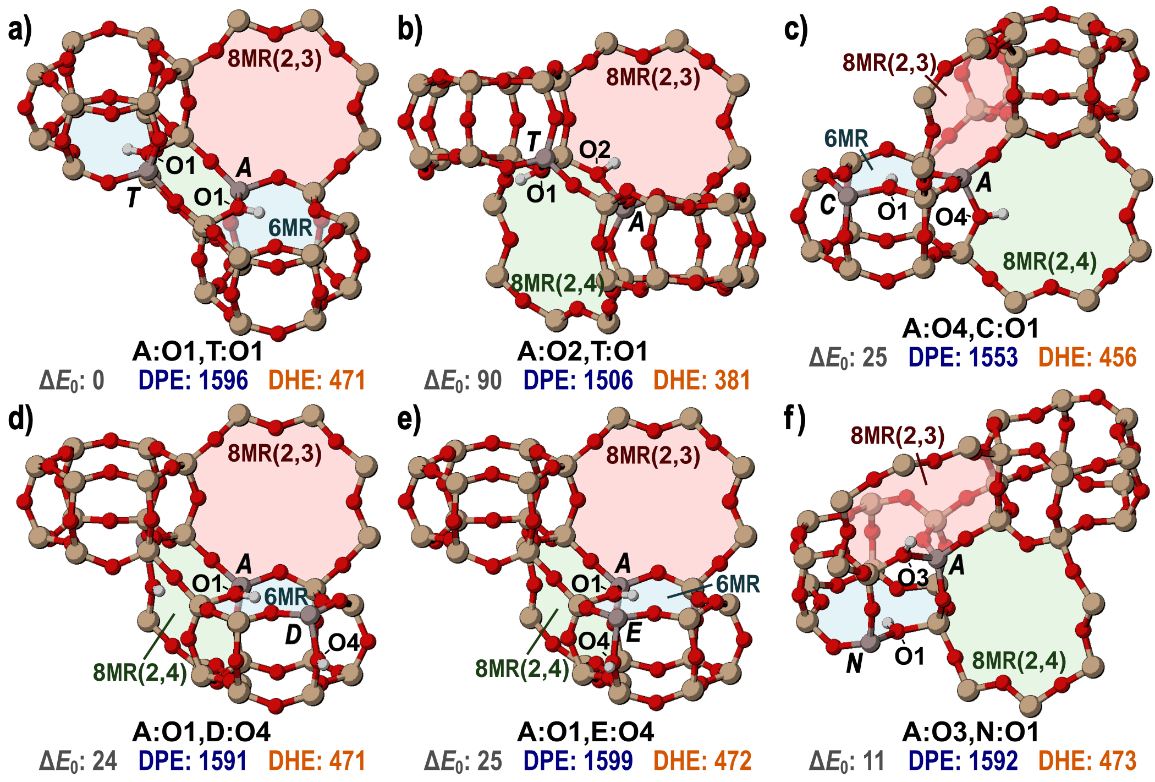 a)
8MR(2,3)
O1
A
T
O1
6MR
A:O1,T:O1
ΔE0: 0 DPE: 1596 DHE: 471
b)
8MR(2,3)
T
O2
O1
A
8MR(2,4)
A:O2,T:O1
ΔE0: 90 DPE: 1506 DHE: 381
c)
8MR(2,3)
6MR
A
C
O1
O4
8MR(2,4)
A:O4,C:O1
ΔE0: 25 DPE: 1553 DHE: 456
d)
8MR(2,3)
A
O1
6MR
D
O4
8MR(2,4)
A:O1,D:O4
ΔE0: 24 DPE: 1591 DHE: 471
e)
8MR(2,3)
A
O1
6MR
E
O4
8MR(2,4)
A:O1,E:O4
ΔE0: 25 DPE: 1599 DHE: 472
f)
8MR(2,3)
A
O3
O1
N
8MR(2,4)
A:O3,N:O1
ΔE0: 11 DPE: 1592 DHE: 473